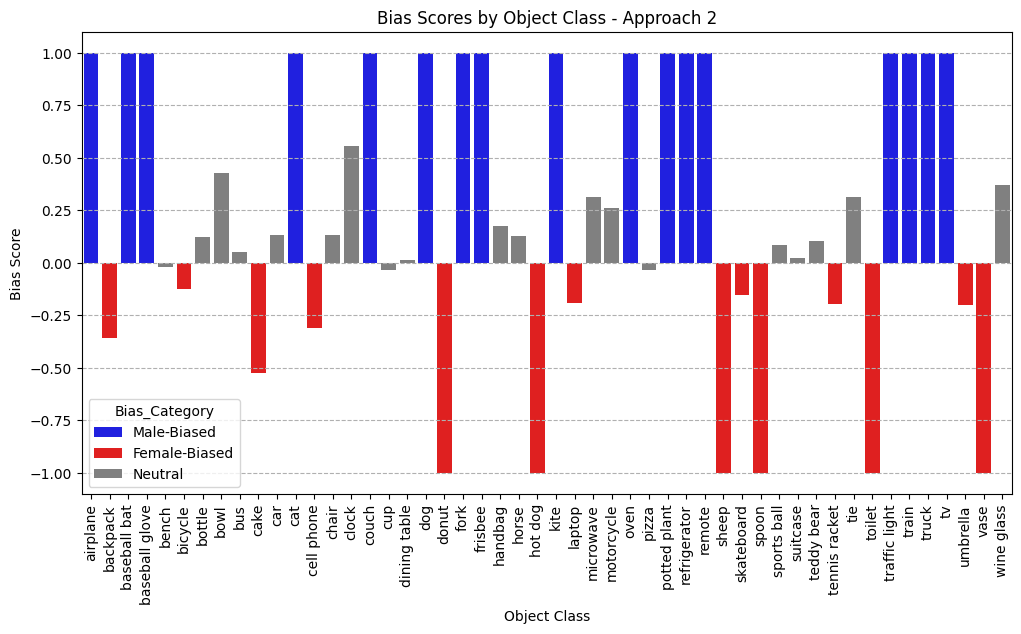 Bias Scores by Object Class - Approach 2
Bias Score
1.00
0.75
0.50
0.25
0.00
−0.25
−0.50
−0.75
−1.00
Bias_Category
Male-Biased
Female-Biased
Neutral
airplane
backpack
baseball bat
baseball glove
bench
bicycle
bottle
bowl
bus
cake
car
cat
cell phone
chair
clock
couch
cup
dining table
dog
donut
fork
frisbee
handbag
horse
hot dog
kite
laptop
microwave
motorcycle
oven
pizza
potted plant
refrigerator
remote
sheep
skateboard
spoon
sports ball
suitcase
teddy bear
tennis racket
tie
toilet
traffic light
train
truck
tv
umbrella
vase
wine glass
Object Class